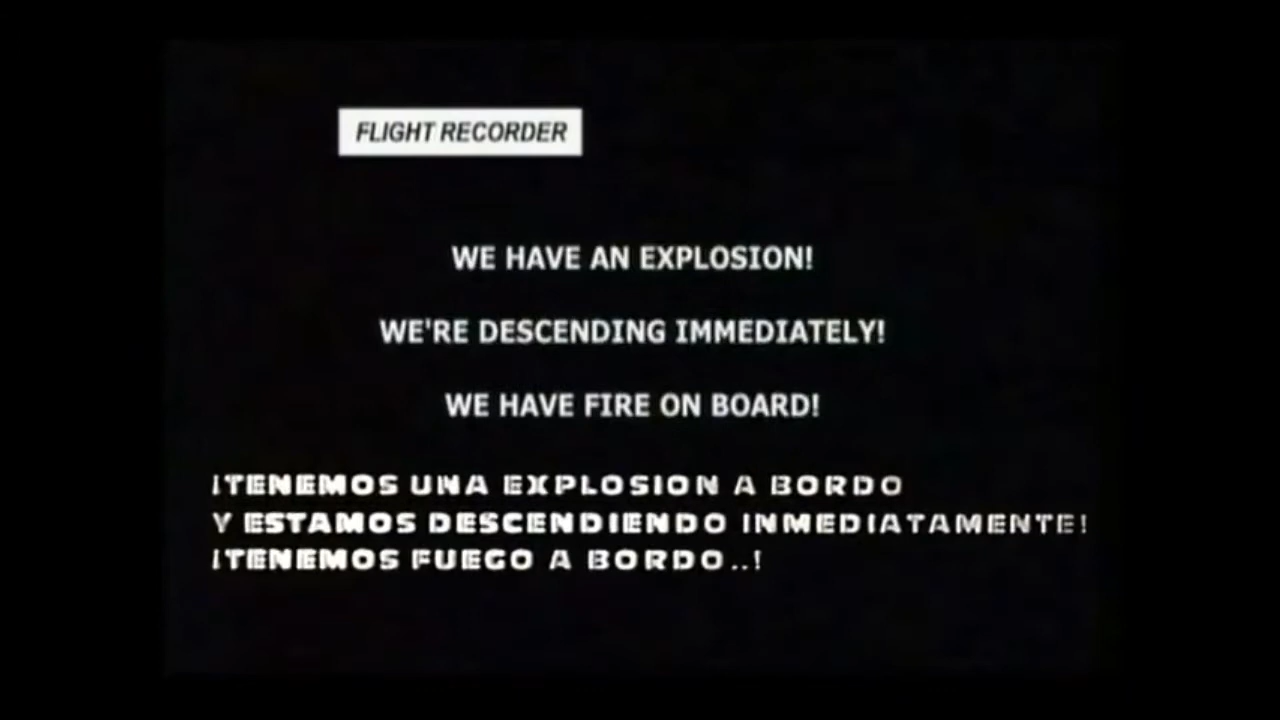 FLIGHT RECORDER
WE HAVE AN EXPLOSION!
WE'RE DESCENDING IMMEDIATELY!
WE HAVE FIRE ON BOARD!
¡TENEMOS UNA EXPLOSION A BORDO
Y ESTAMOS DESCENDIENDO INMEDIATAMENTE!
¡TENEMOS FUEGO A BORDO..!